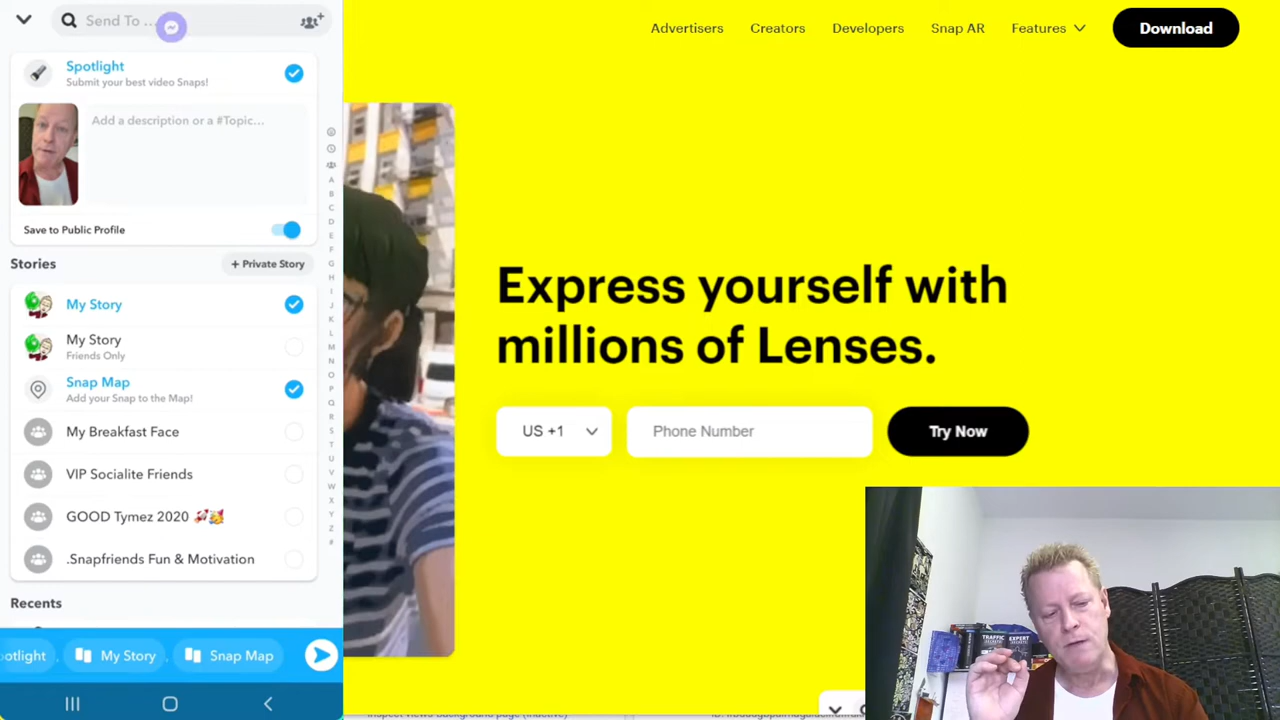 Send To ...
Spotlight
Submit your best video Snaps!
Add a description or a #Topic...
Save to Public Profile
Stories
+ Private Story
My Story
My Story
Friends Only
Snap Map
Add your Snap to the Map!
My Breakfast Face
VIP Socialite Friends
GOOD Tymez 2020 🚀🥳
.Snapfriends Fun & Motivation
Recents
A
B
C
D
E
F
G
H
I
J
K
L
M
N
O
P
Q
R
S
T
U
V
W
X
Y
Z
#
otlight
My Story
Snap Map
Advertisers Creators Developers Snap AR Features Download
Express yourself with
millions of Lenses.
US +1 Phone Number Try Now
TRAFFIC EXPERT